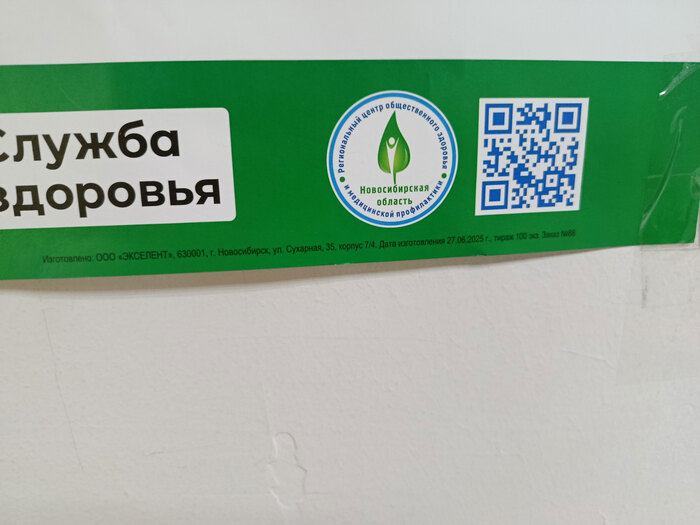 Служба
здоровья
Региональный центр общественного здоровья
и медицинской профилактики
Новосибирская
область
Изготовлено: ООО «ЭКСЕЛЕНТ», 630001, г. Новосибирск, ул. Сухарная, 35, корпус 7/4. Дата изготовления 27.06.2025 г., тираж 100 экз. Заказ №86